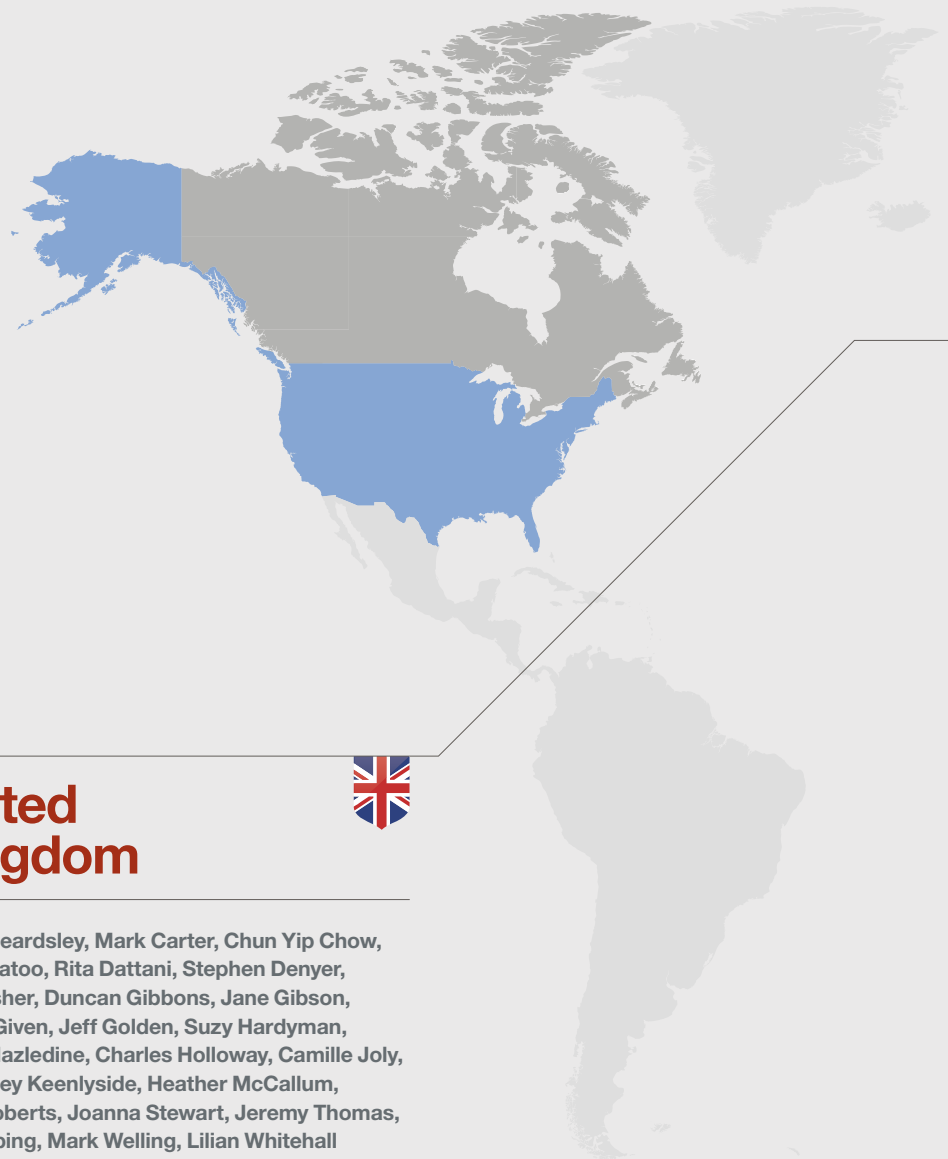 ted
gdom
eardsley, Mark Carter, Chun Yip Chow,
atoo, Rita Dattani, Stephen Denyer,
sher, Duncan Gibbons, Jane Gibson,
Given, Jeff Golden, Suzy Hardyman,
azledine, Charles Holloway, Camille Joly,
ey Keenlyside, Heather McCallum,
oberts, Joanna Stewart, Jeremy Thomas,
ping, Mark Welling, Lilian Whitehall